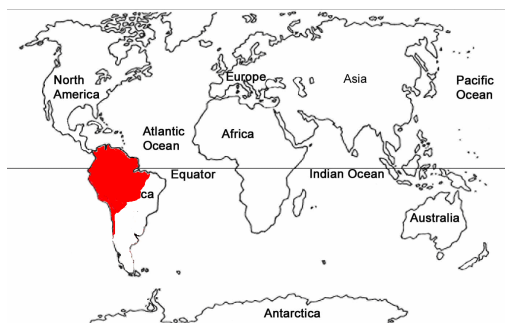 North
America
Europe
Asia
Pacific
Ocean
Atlantic
Ocean
Africa
Equator
Indian Ocean
ca
Australia
Antarctica